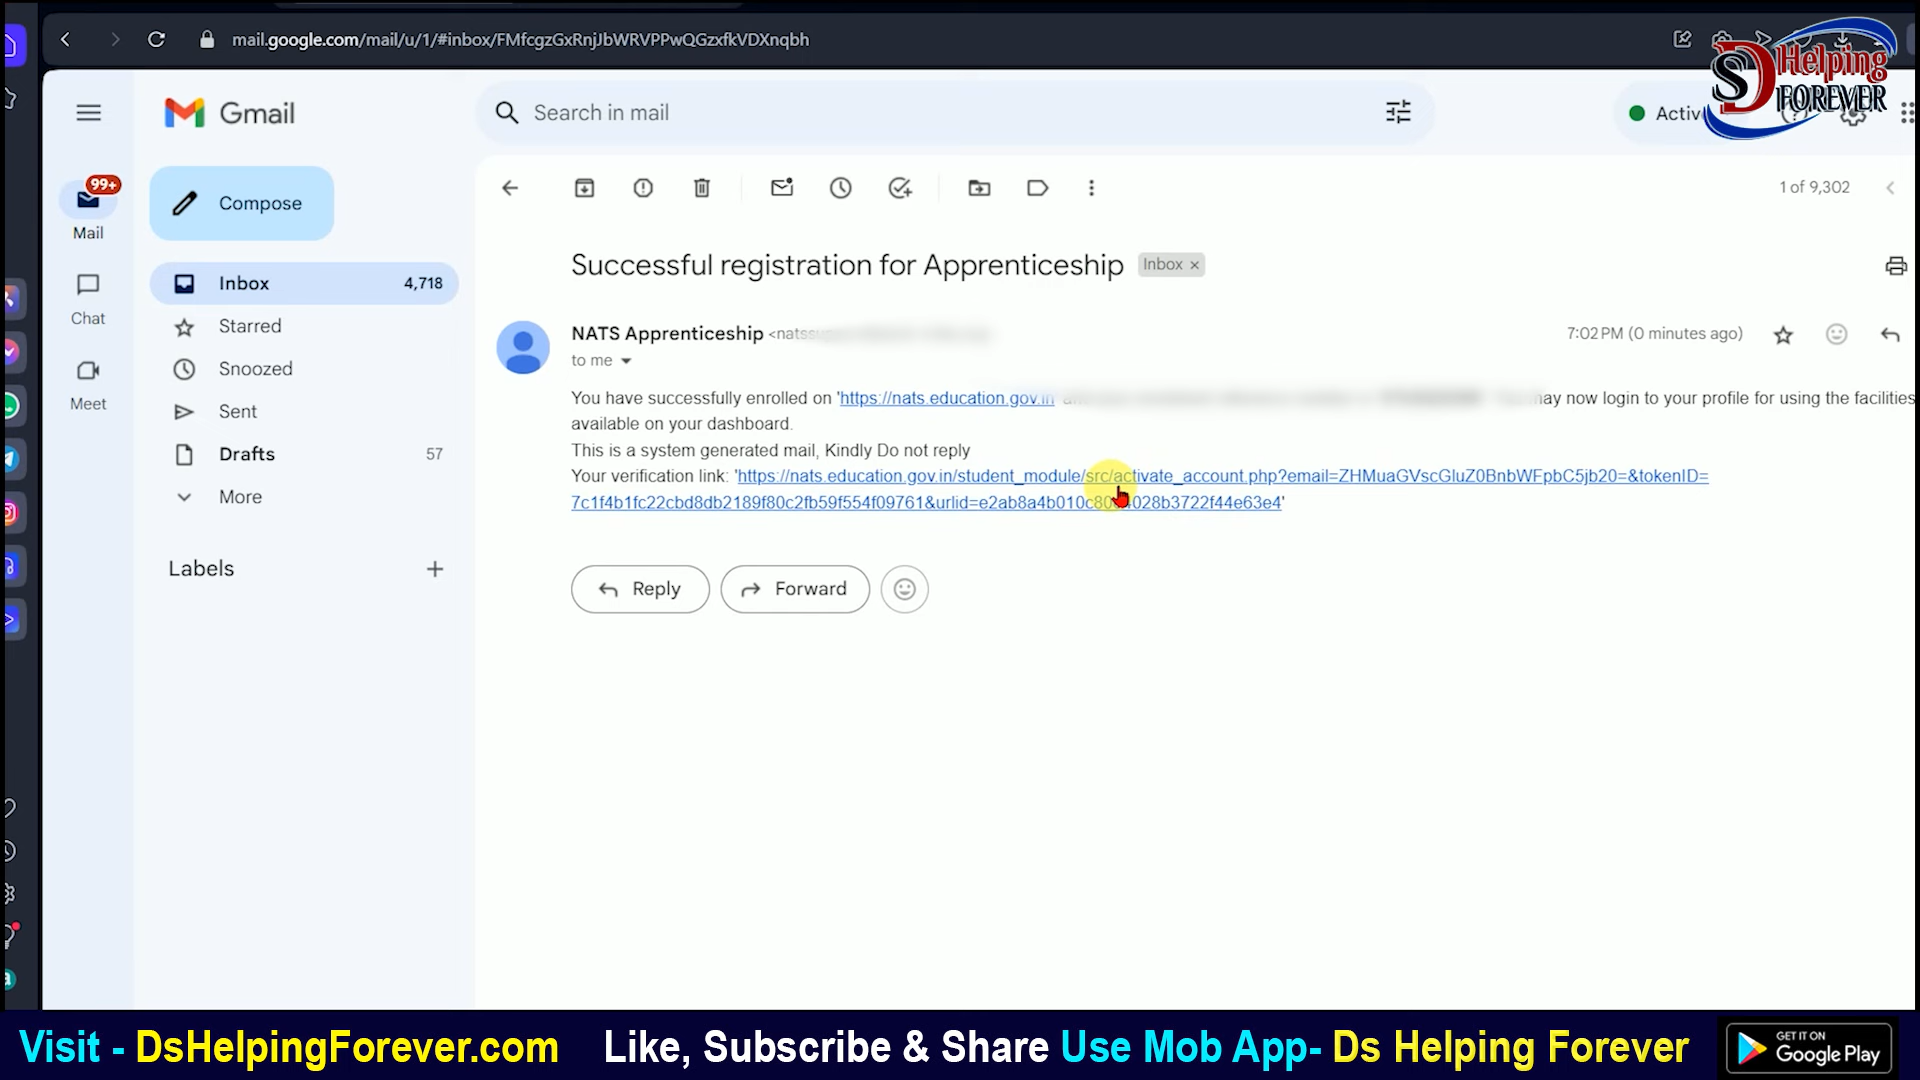 mail.google.com/mail/u/1/#inbox/FMfcgzGxRnjJbWRVPPwQGzxfkVDXnqbh
DS Helping
FOREVER
Gmail
Search in mail
Activ
99+
Mail
Compose
1 of 9,302
Chat
Meet
Inbox 4,718
Starred
Snoozed
Sent
Drafts 57
More
Labels
Successful registration for Apprenticeship Inbox ×
NATS Apprenticeship <nats 7:02 PM (0 minutes ago)
to me
You have successfully enrolled on 'https://nats.education.gov.in may now login to your profile for using the facilities
available on your dashboard.
This is a system generated mail, Kindly Do not reply
Your verification link: 'https://nats.education.gov.in/student_module/src/activate_account.php?email=ZHMuaGVscGluZ0BnbWFpbC5jb20=&tokenID=
7c1f4b1fc22cbd8db2189f80c2fb59f554f09761&urlid=e2ab8a4b010c80 028b3722f44e63e4'
Reply Forward
Visit - DsHelpingForever.com Like, Subscribe & Share Use Mob App- Ds Helping Forever
GET IT ON
Google Play